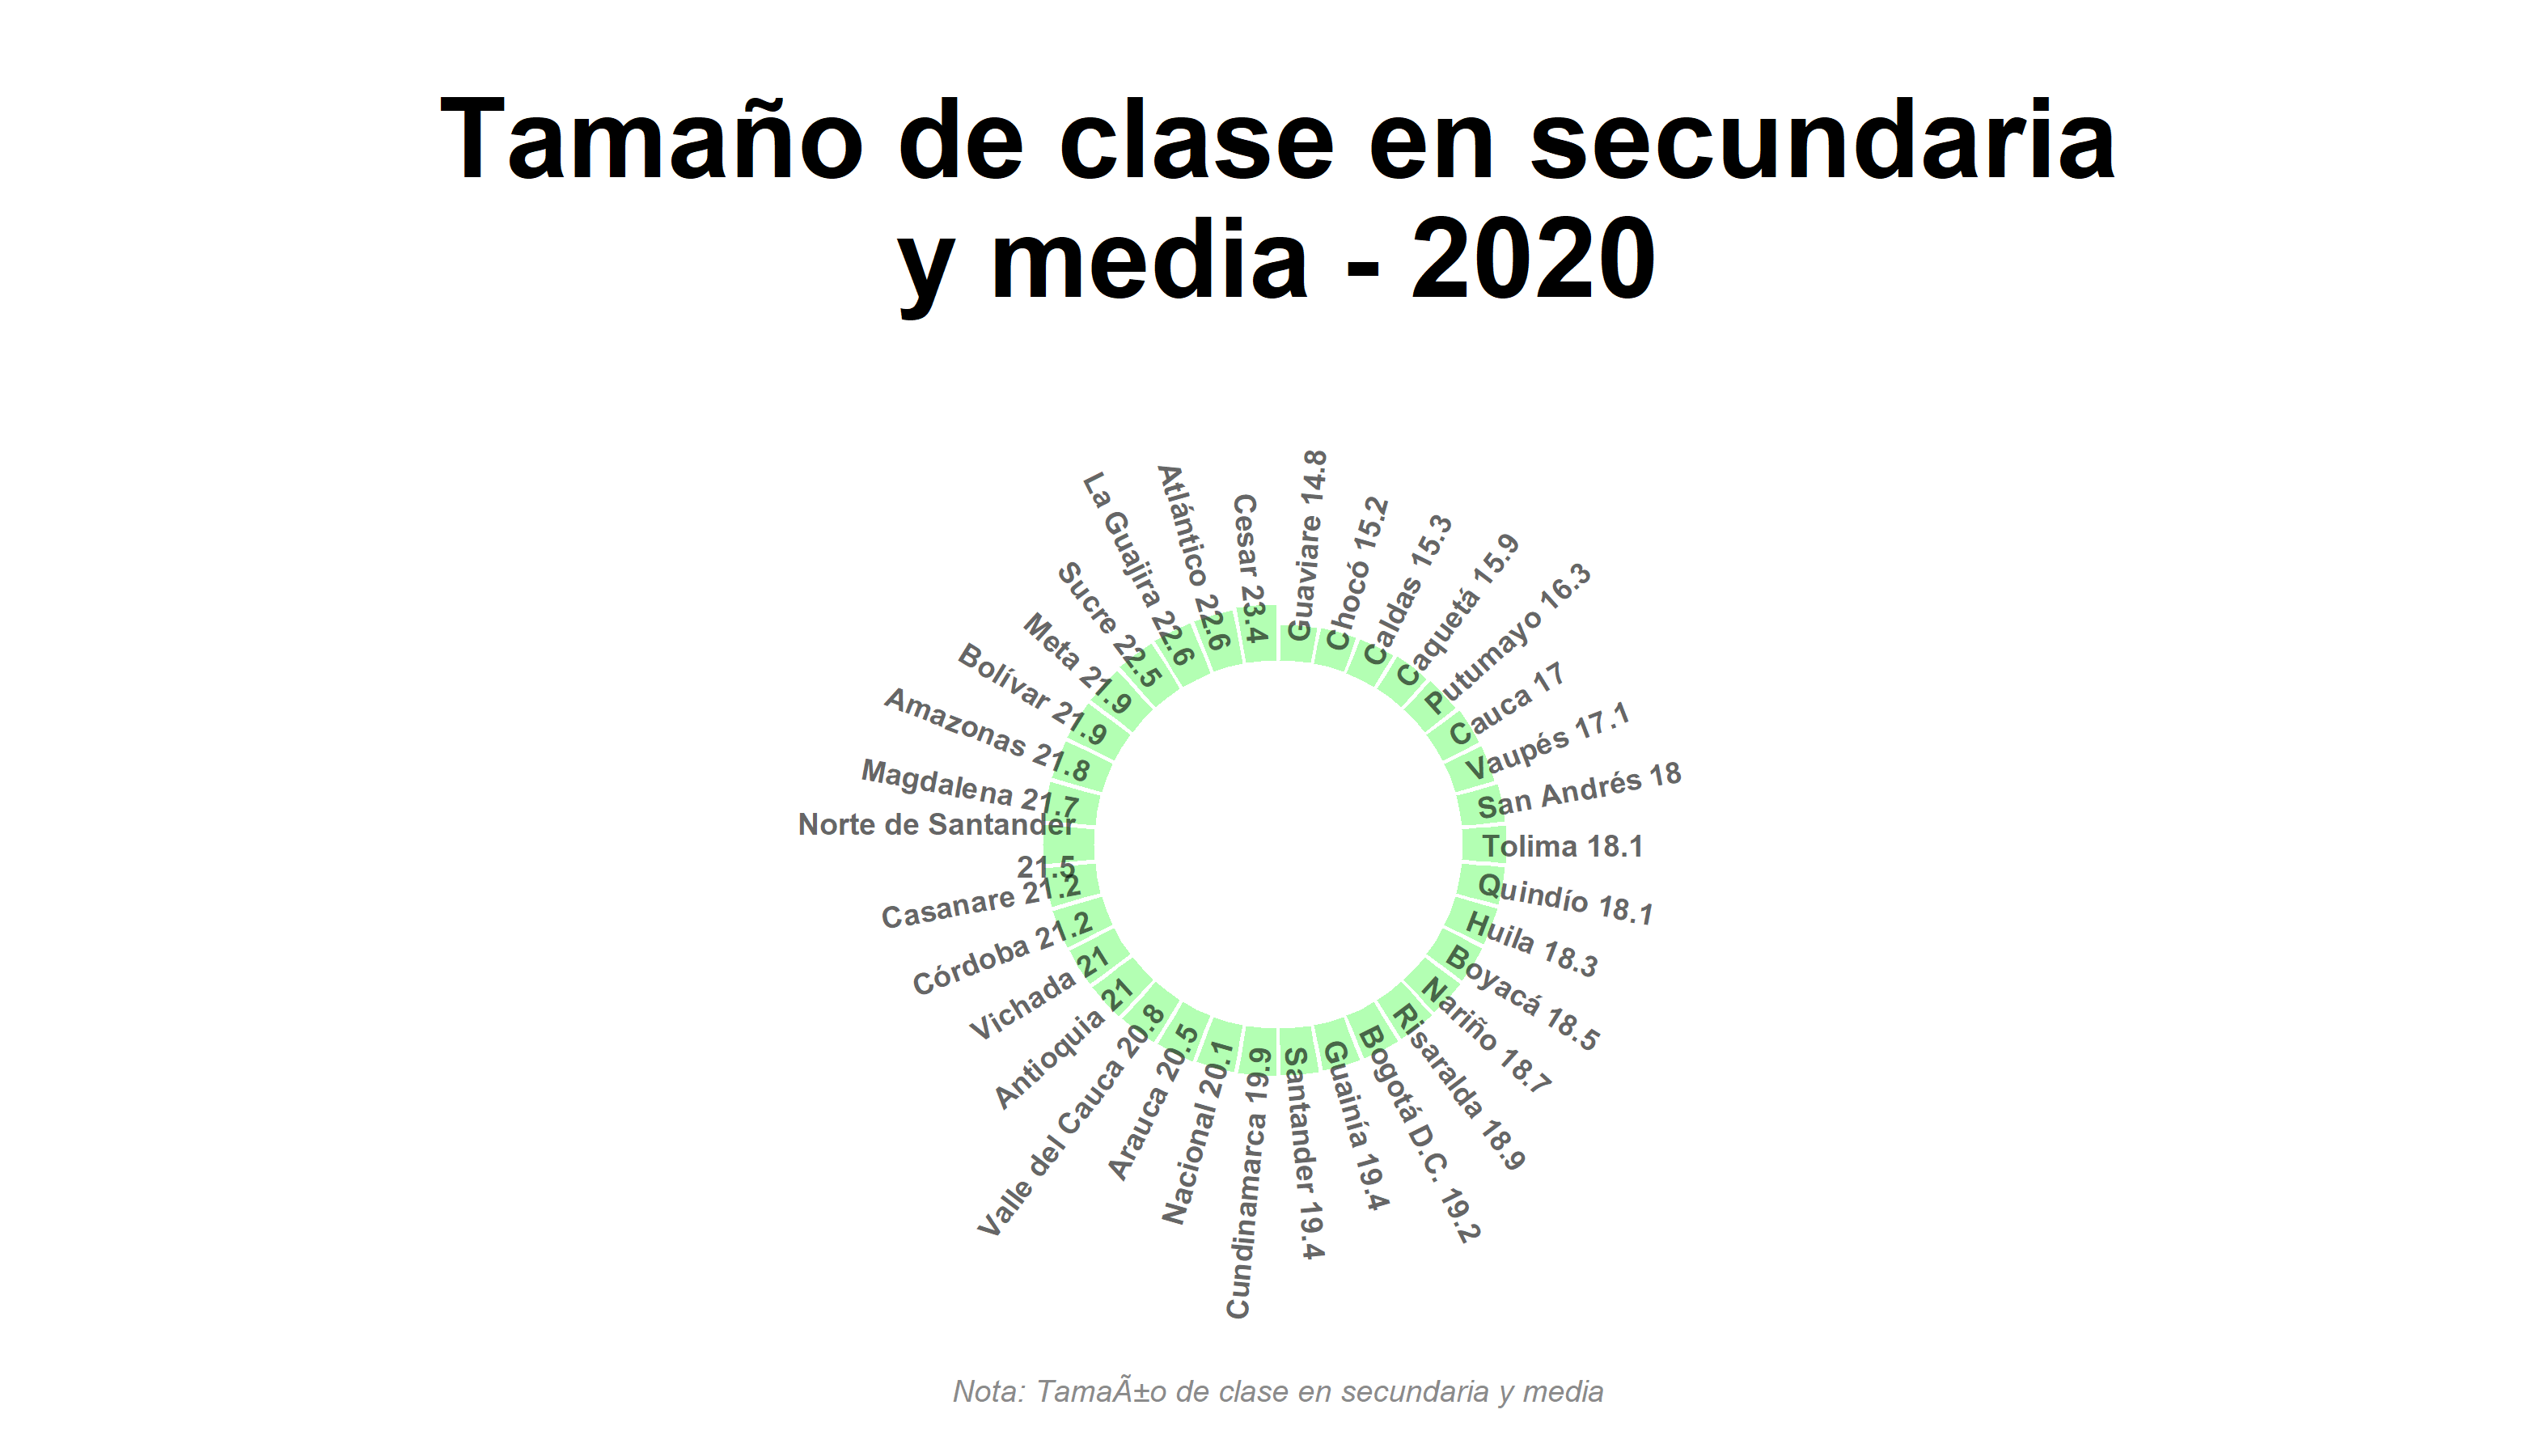 Tamaño de clase en secundaria
y media - 2020
Guaviare 14.8
Chocó 15.2
Caldas 15.3
Caquetá 15.9
Putumayo 16.3
Cauca 17
Vaupés 17.1
San Andrés 18
Tolima 18.1
Quindío 18.1
Huila 18.3
Boyacá 18.5
Nariño 18.7
Risaralda 18.9
Bogotá D.C. 19.2
Guainía 19.4
Santander 19.4
Cundinamarca 19.9
Nacional 20.1
Arauca 20.5
Valle del Cauca 20.8
Antioquia 21
Vichada 21
Córdoba 21.2
Casanare 21.2
Norte de Santander
21.5
Magdalena 21.7
Amazonas 21.8
Bolívar 21.9
Meta 21.9
Sucre 22.5
La Guajira 22.6
Atlántico 22.6
Cesar 23.4
Nota: TamaÃ±o de clase en secundaria y media